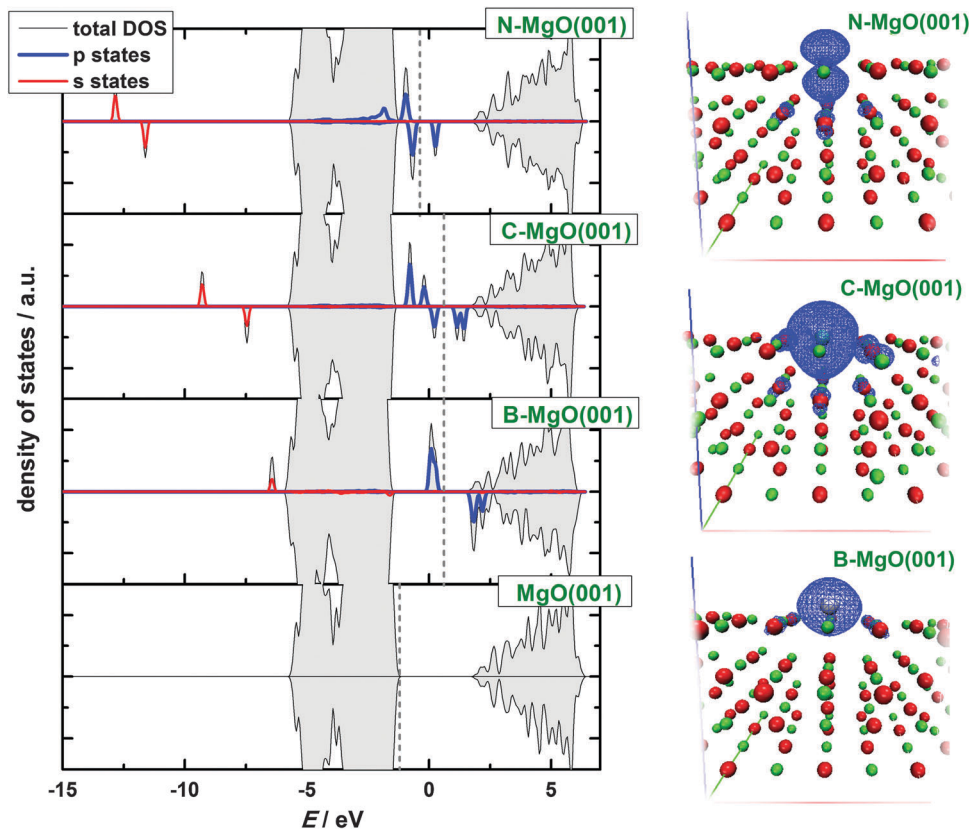 total DOS
p states
s states
N-MgO(001)
C-MgO(001)
B-MgO(001)
MgO(001)
density of states / a.u.
-15
-10
-5
0
5
E / eV
N-MgO(001)
C-MgO(001)
B-MgO(001)